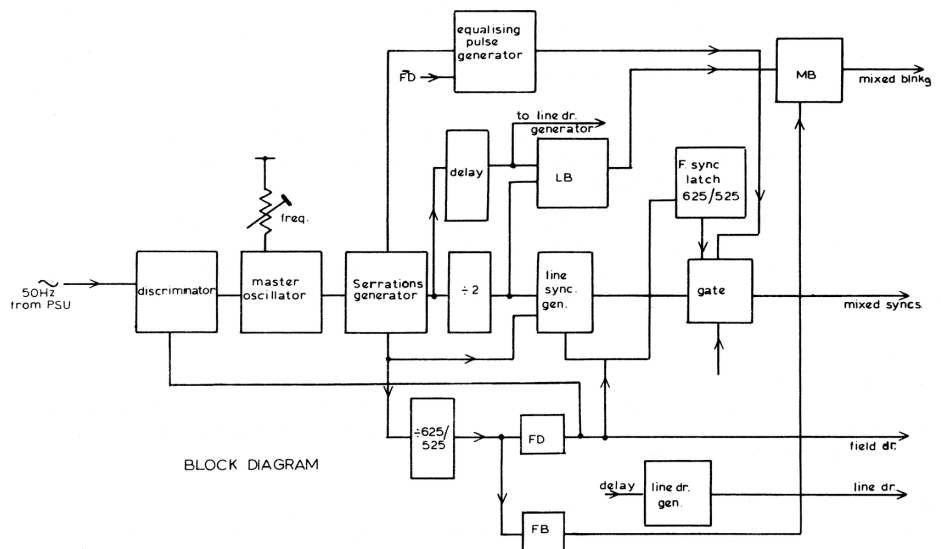 equalising
pulse
generator
F̄D
MB
mixed blnkg
to line dr.
generator
delay
LB
F. sync
latch
625/525
freq.
50Hz
from PSU
discriminator
master
oscillator
Serrations
generator
÷2
line
sync.
gen.
gate
mixed syncs
÷625/
525
FD
field dr.
BLOCK DIAGRAM
delay
line dr.
gen.
line dr.
FB